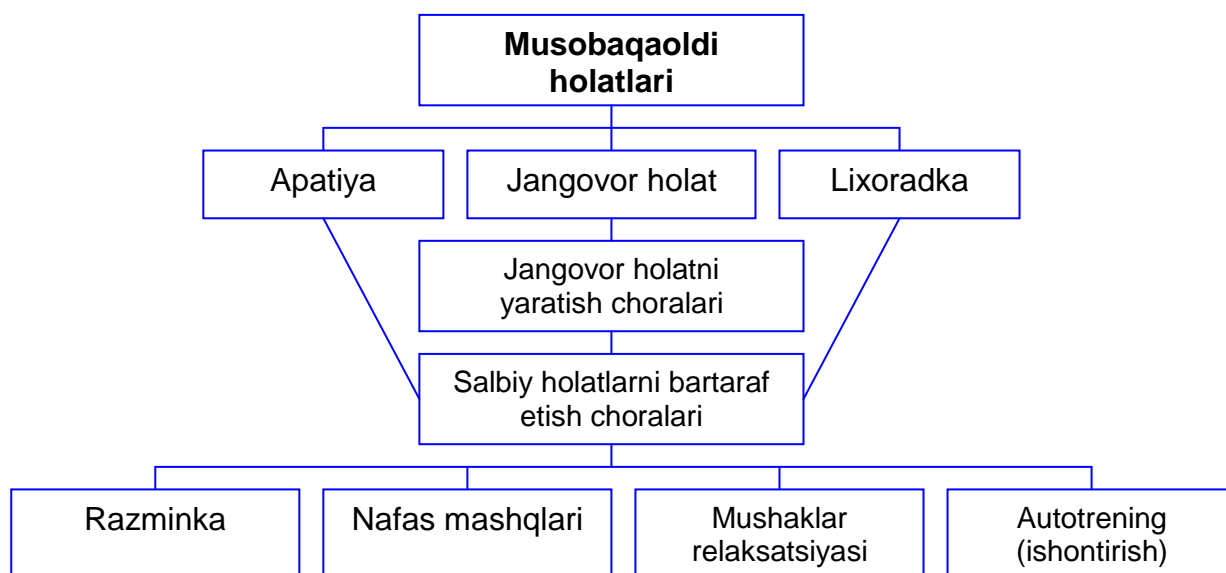 Musobaqaoldi
holatlari
Apatiya
Jangovor holat
Lixoradka
Jangovor holatni
yaratish choralari
Salbiy holatlarni bartaraf
etish choralari
Razminka
Nafas mashqlari
Mushaklar
relaksatsiyasi
Autotrening
(ishontirish)